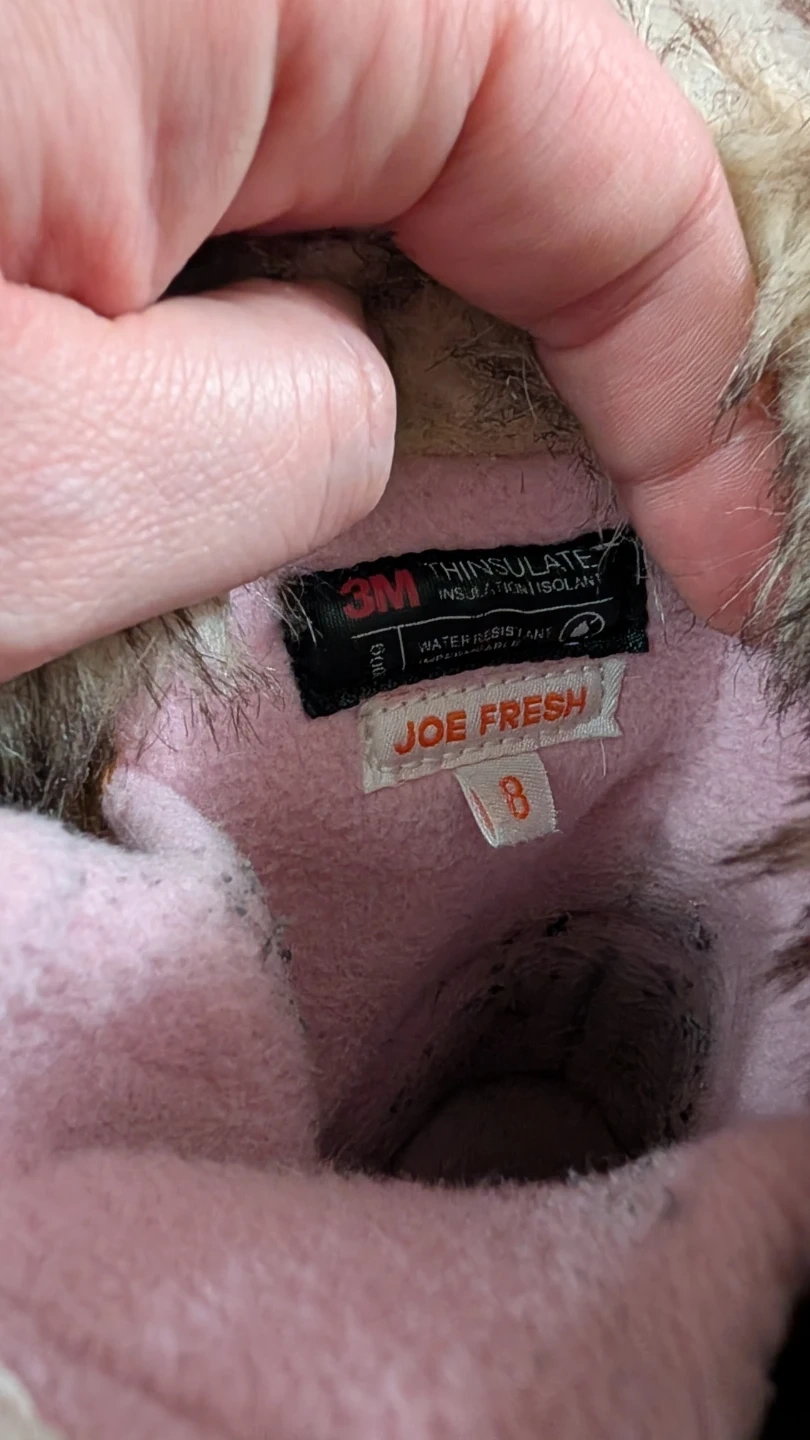 3M THINSULATE
INSULATION | ISOLANT
600
WATER RESISTANT
JOE FRESH
8